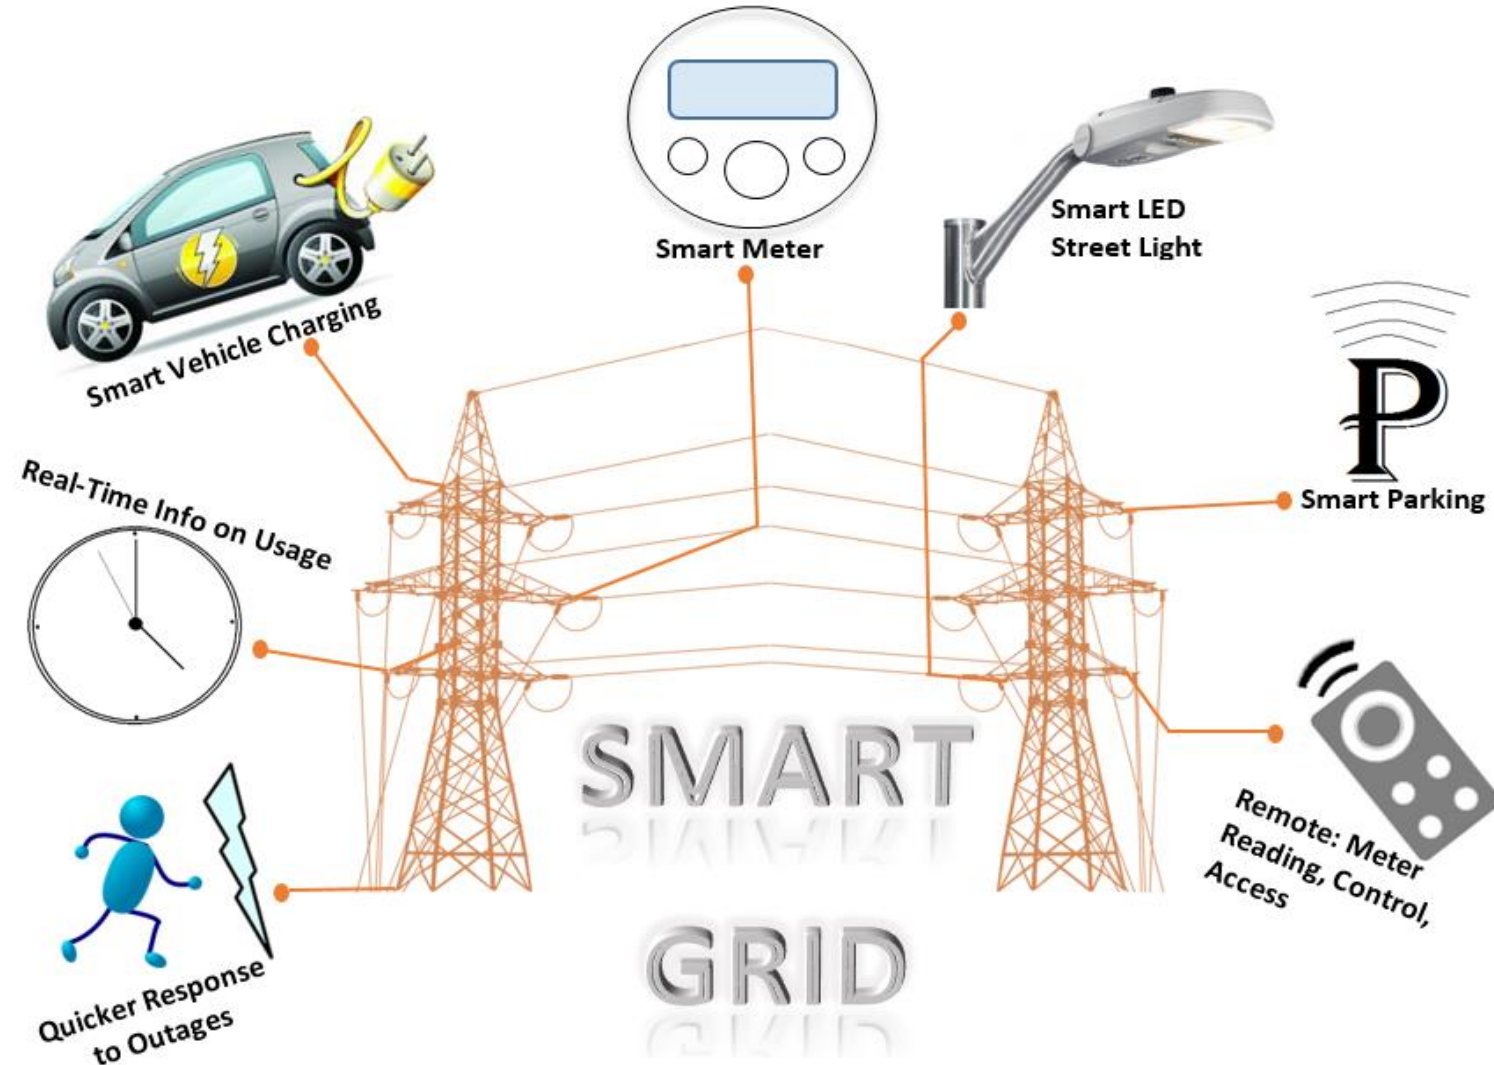 Smart Meter
Smart LED
Street Light
Smart Vehicle Charging
Smart Parking
Real-Time Info on Usage
SMART
GRID
Remote: Meter
Reading, Control,
Access
Quicker Response
to Outages
P